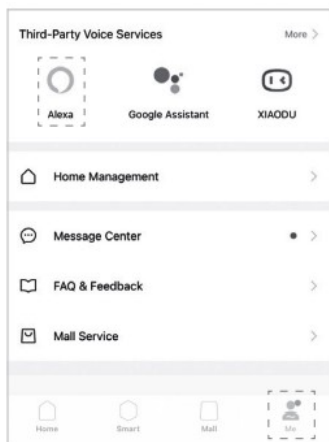 Third-Party Voice Services More
Alexa Google Assistant XIAODU
Home Management
Message Center
FAQ & Feedback
Mall Service
Home Smart Mall Me